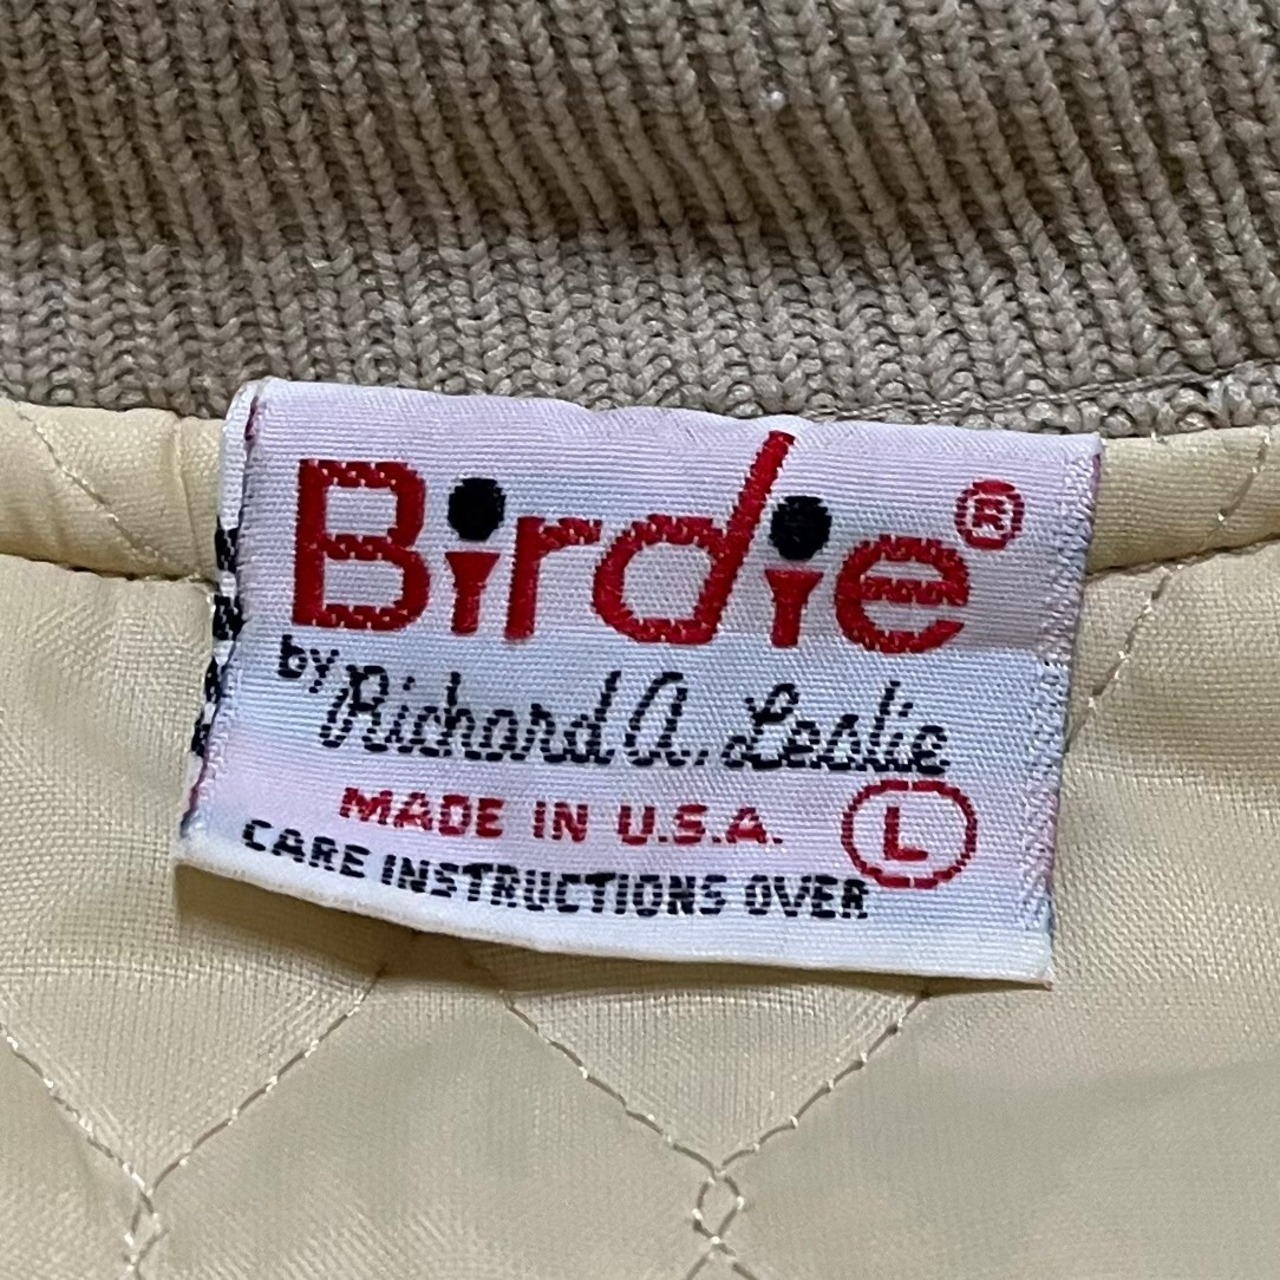 Birdie®
by Richard A. Leslie
MADE IN U.S.A. L
CARE INSTRUCTIONS OVER